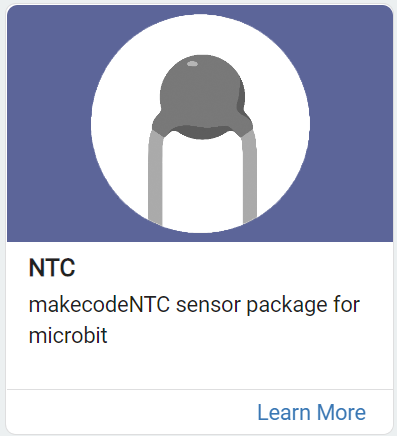 NTC
makecodeNTC sensor package for
microbit
Learn More